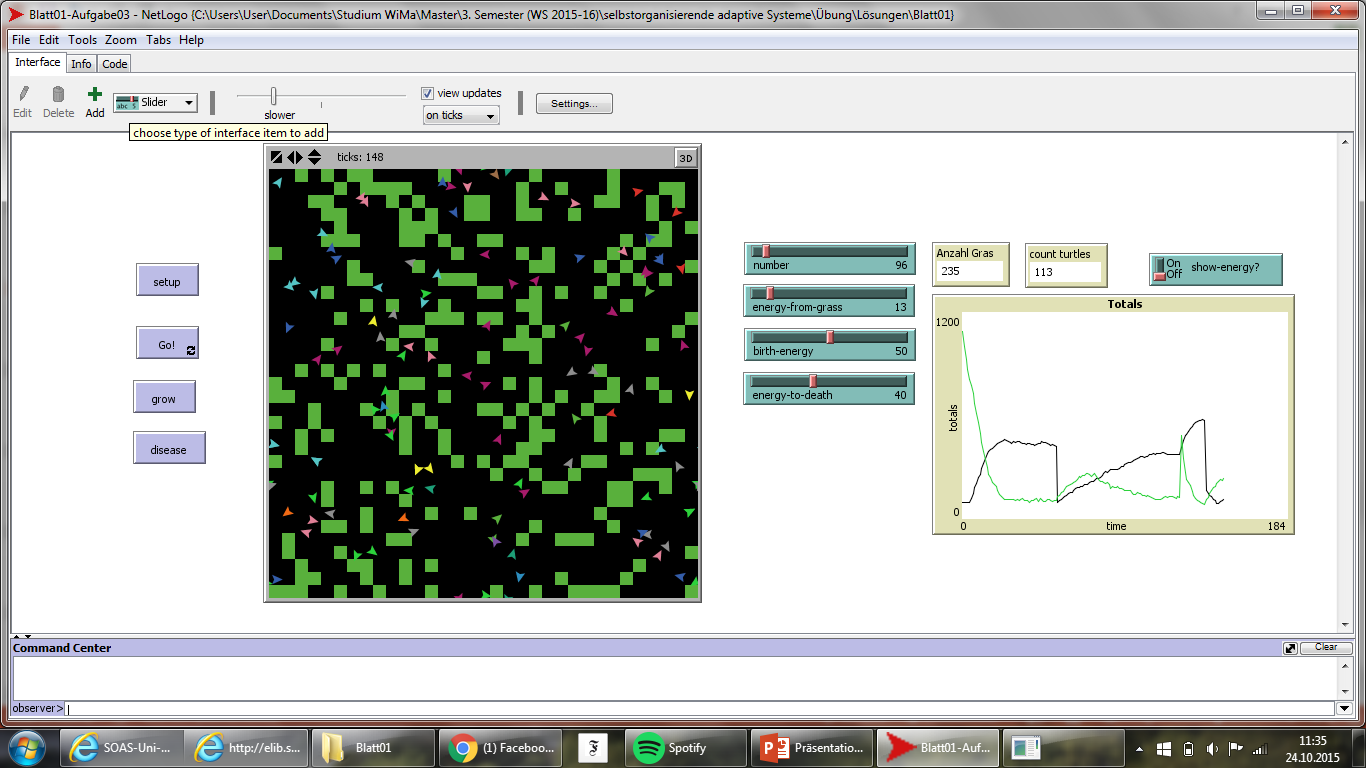 Blatt01-Aufgabe03 - NetLogo {C:\Users\User\Documents\Studium WiMa\Master\3. Semester (WS 2015-16)\selbstorganisierende adaptive Systeme\Übung\Lösungen\Blatt01}
File Edit Tools Zoom Tabs Help
Interface Info Code
Edit Delete Add
abc 5 Slider
slower
view updates
on ticks
Settings...
choose type of interface item to add
ticks: 148
3D
setup
Go!
grow
disease
number 96
energy-from-grass 13
birth-energy 50
energy-to-death 40
Anzahl Gras
235
count turtles
113
On
Off
show-energy?
Totals
1200
totals
0
0 time 184
Command Center
Clear
observer>
SOAS-Uni-...
http://elib.s...
Blatt01
(1) Faceboo...
Spotify
Präsentatio...
Blatt01-Auf...
11:35
24.10.2015